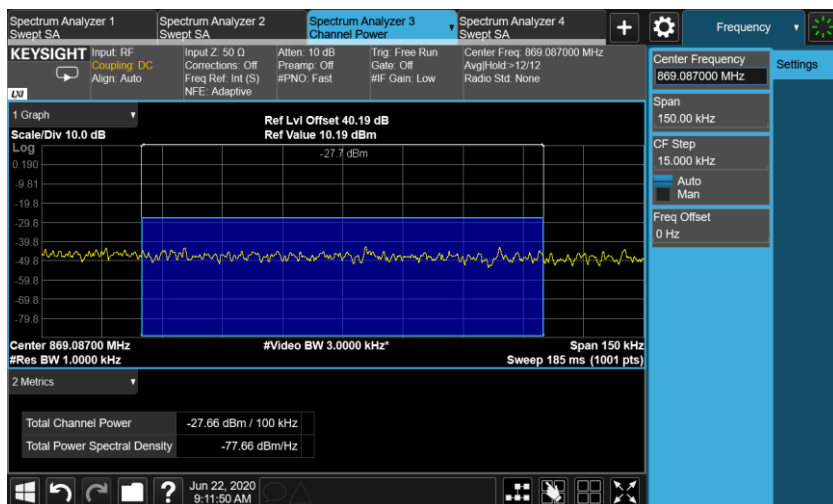 Spectrum Analyzer 1
Swept SA
Spectrum Analyzer 2
Swept SA
Spectrum Analyzer 3
Channel Power
Spectrum Analyzer 4
Swept SA
+
Frequency
KEYSIGHT
LXI
Input: RF
Coupling: DC
Align: Auto
Input Z: 50 Ω
Corrections: Off
Freq Ref: Int (S)
NFE: Adaptive
Atten: 10 dB
Preamp: Off
#PNO: Fast
Trig: Free Run
Gate: Off
#IF Gain: Low
Center Freq: 869.087000 MHz
Avg|Hold:>12/12
Radio Std: None
1 Graph
Scale/Div 10.0 dB
Ref Lvl Offset 40.19 dB
Ref Value 10.19 dBm
Log
-27.7 dBm
0.190
-9.81
-19.8
-29.8
-39.8
-49.8
-59.8
-69.8
-79.8
Center 869.08700 MHz
#Video BW 3.0000 kHz*
Span 150 kHz
#Res BW 1.0000 kHz
Sweep 185 ms (1001 pts)
2 Metrics
Total Channel Power -27.66 dBm / 100 kHz
Total Power Spectral Density -77.66 dBm/Hz
?
Jun 22, 2020
9:11:50 AM
Center Frequency
869.087000 MHz
Span
150.00 kHz
CF Step
15.000 kHz
Auto
Man
Freq Offset
0 Hz
Settings